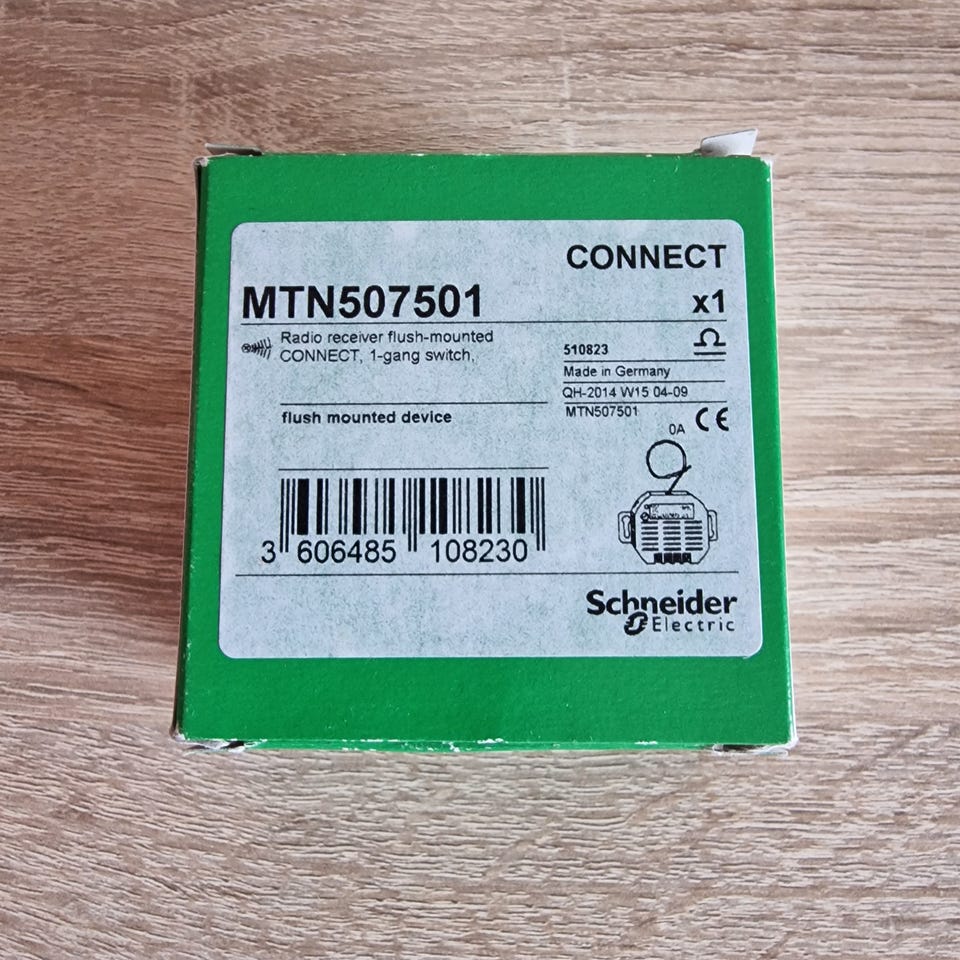 CONNECT
MTN507501 x1
Radio receiver flush-mounted
CONNECT, 1-gang switch,
510823
Made in Germany
QH-2014 W15 04-09
MTN507501
flush mounted device
CE
0A
3 606485 108230
Schneider
Electric